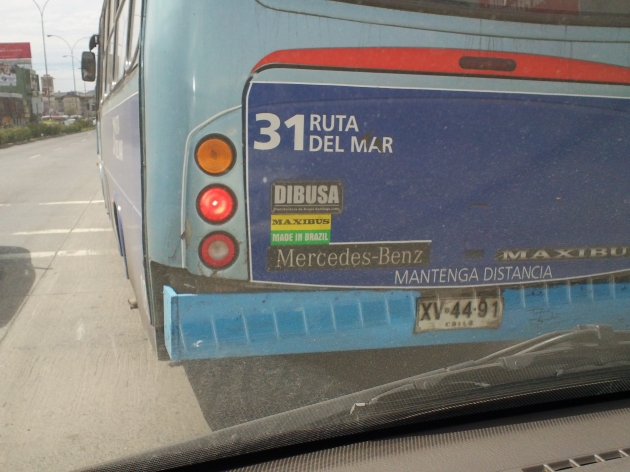 31 RUTA
DEL MAR
DIBUSA
MAXIBUS
MADE IN BRAZIL
Mercedes-Benz
MAXIBU
MANTENGA DISTANCIA
XV-44-91
CHILE